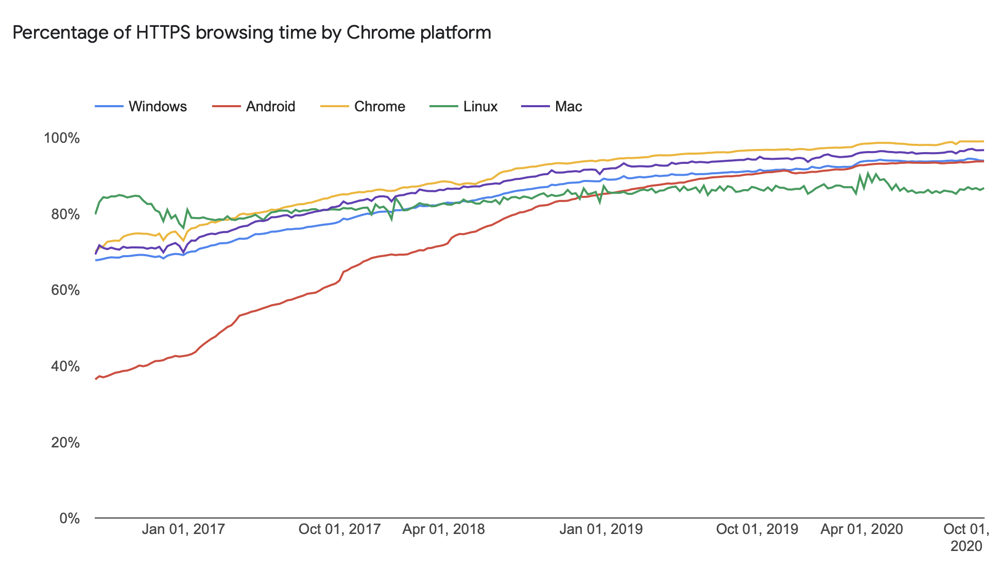 Percentage of HTTPS browsing time by Chrome platform
Windows Android Chrome Linux Mac
100%
80%
60%
40%
20%
0%
Jan 01, 2017 Oct 01, 2017 Apr 01, 2018 Jan 01, 2019 Oct 01, 2019 Apr 01, 2020 Oct 01,
2020